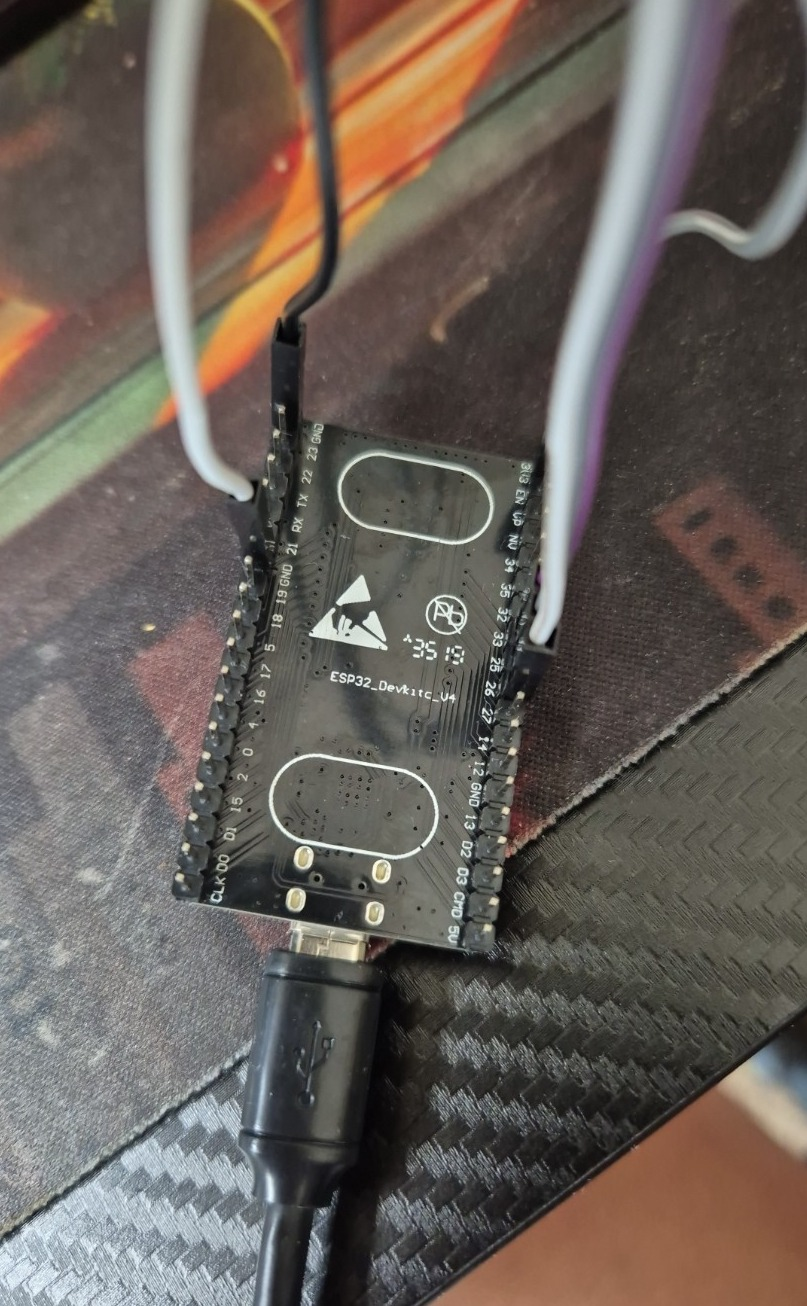 GND
23
22
TX
RX
21
GND
19
18
5
17
16
4
0
2
15
D1
D0
CLK
3V3
EN
VP
34
35
32
33
25
26
27
14
12
GND
13
D2
D3
CMD
5V
Pb
3519
ESP32_Devkitc_V4